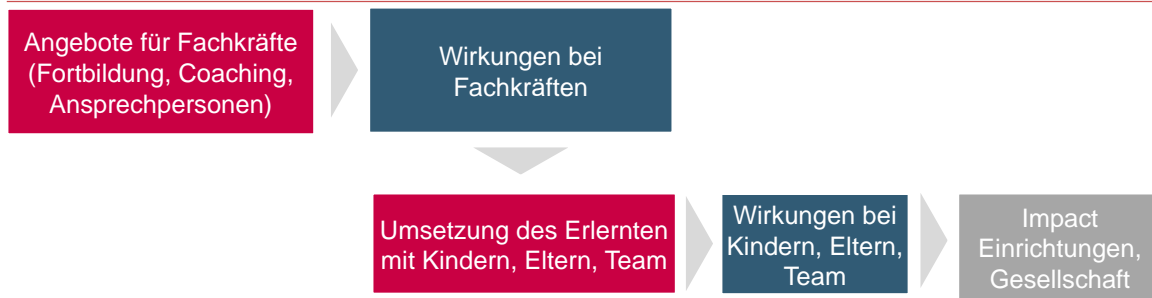 Angebote für Fachkräfte
(Fortbildung, Coaching,
Ansprechpersonen)
Wirkungen bei
Fachkräften
Umsetzung des Erlernten
mit Kindern, Eltern, Team
Wirkungen bei
Kindern, Eltern,
Team
Impact
Einrichtungen,
Gesellschaft